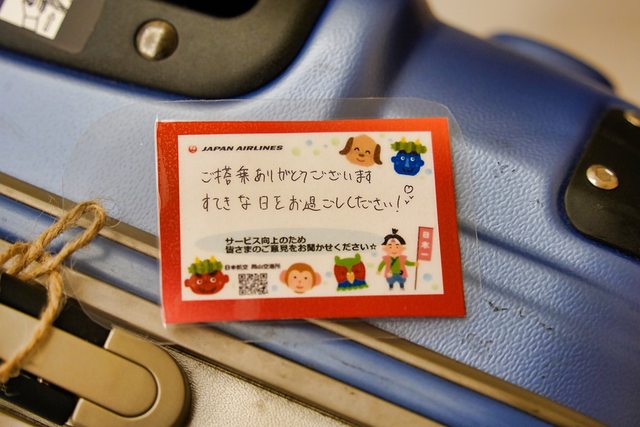 JAPAN AIRLINES
ご搭乗ありがとうございます
すてきな日をお過ごしください!
サービス向上のため
皆さまのご意見をお聞かせください☆
日本航空 岡山空港所
日本一